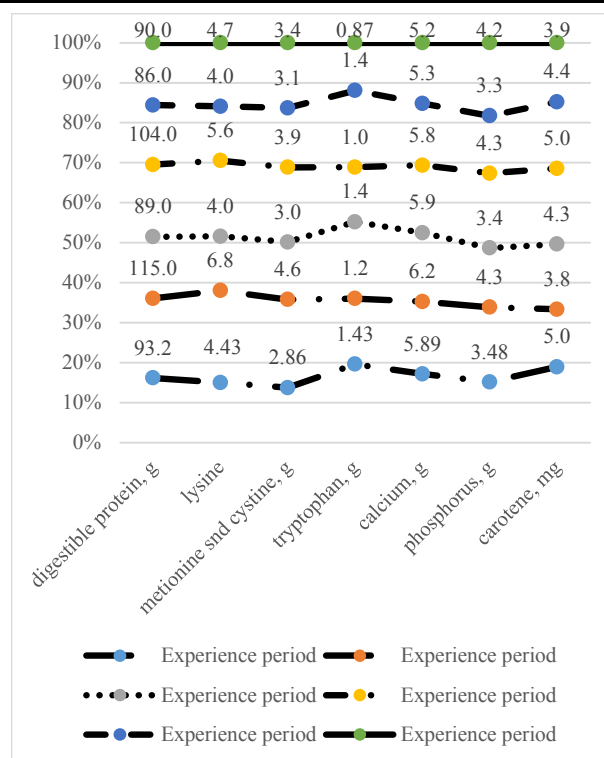 90.0 4.7 3.4 0.87 5.2 4.2 3.9
100%
86.0 4.0 3.1 1.4 5.3 3.3 4.4
90%
80%
104.0 5.6 3.9 1.0 5.8 4.3 5.0
70%
89.0 4.0 3.0 1.4 5.9 3.4 4.3
60%
50%
115.0 6.8 4.6 1.2 6.2 4.3 3.8
40%
30%
93.2 4.43 2.86 1.43 5.89 3.48 5.0
20%
10%
0%
digestible protein, g
lysine
metionine snd cystine, g
tryptophan, g
calcium, g
phosphorus, g
carotene, mg
Experience period Experience period
Experience period Experience period
Experience period Experience period